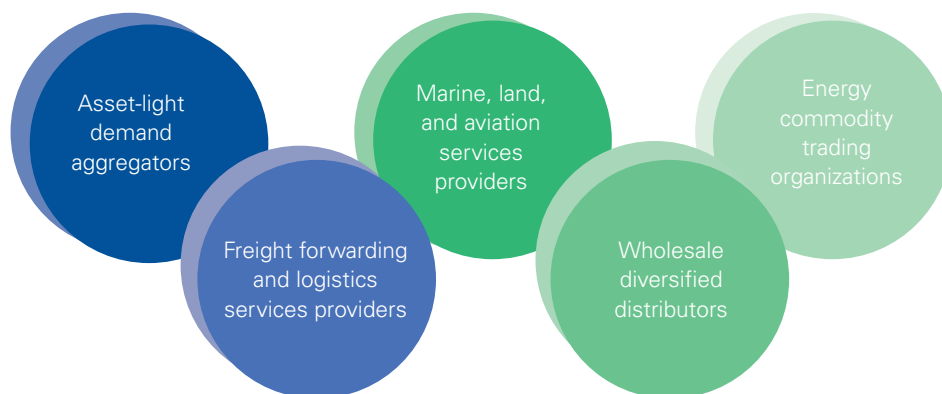 Asset-light
demand
aggregators
Freight forwarding
and logistics
services providers
Marine, land,
and aviation
services
providers
Wholesale
diversified
distributors
Energy
commodity
trading
organizations